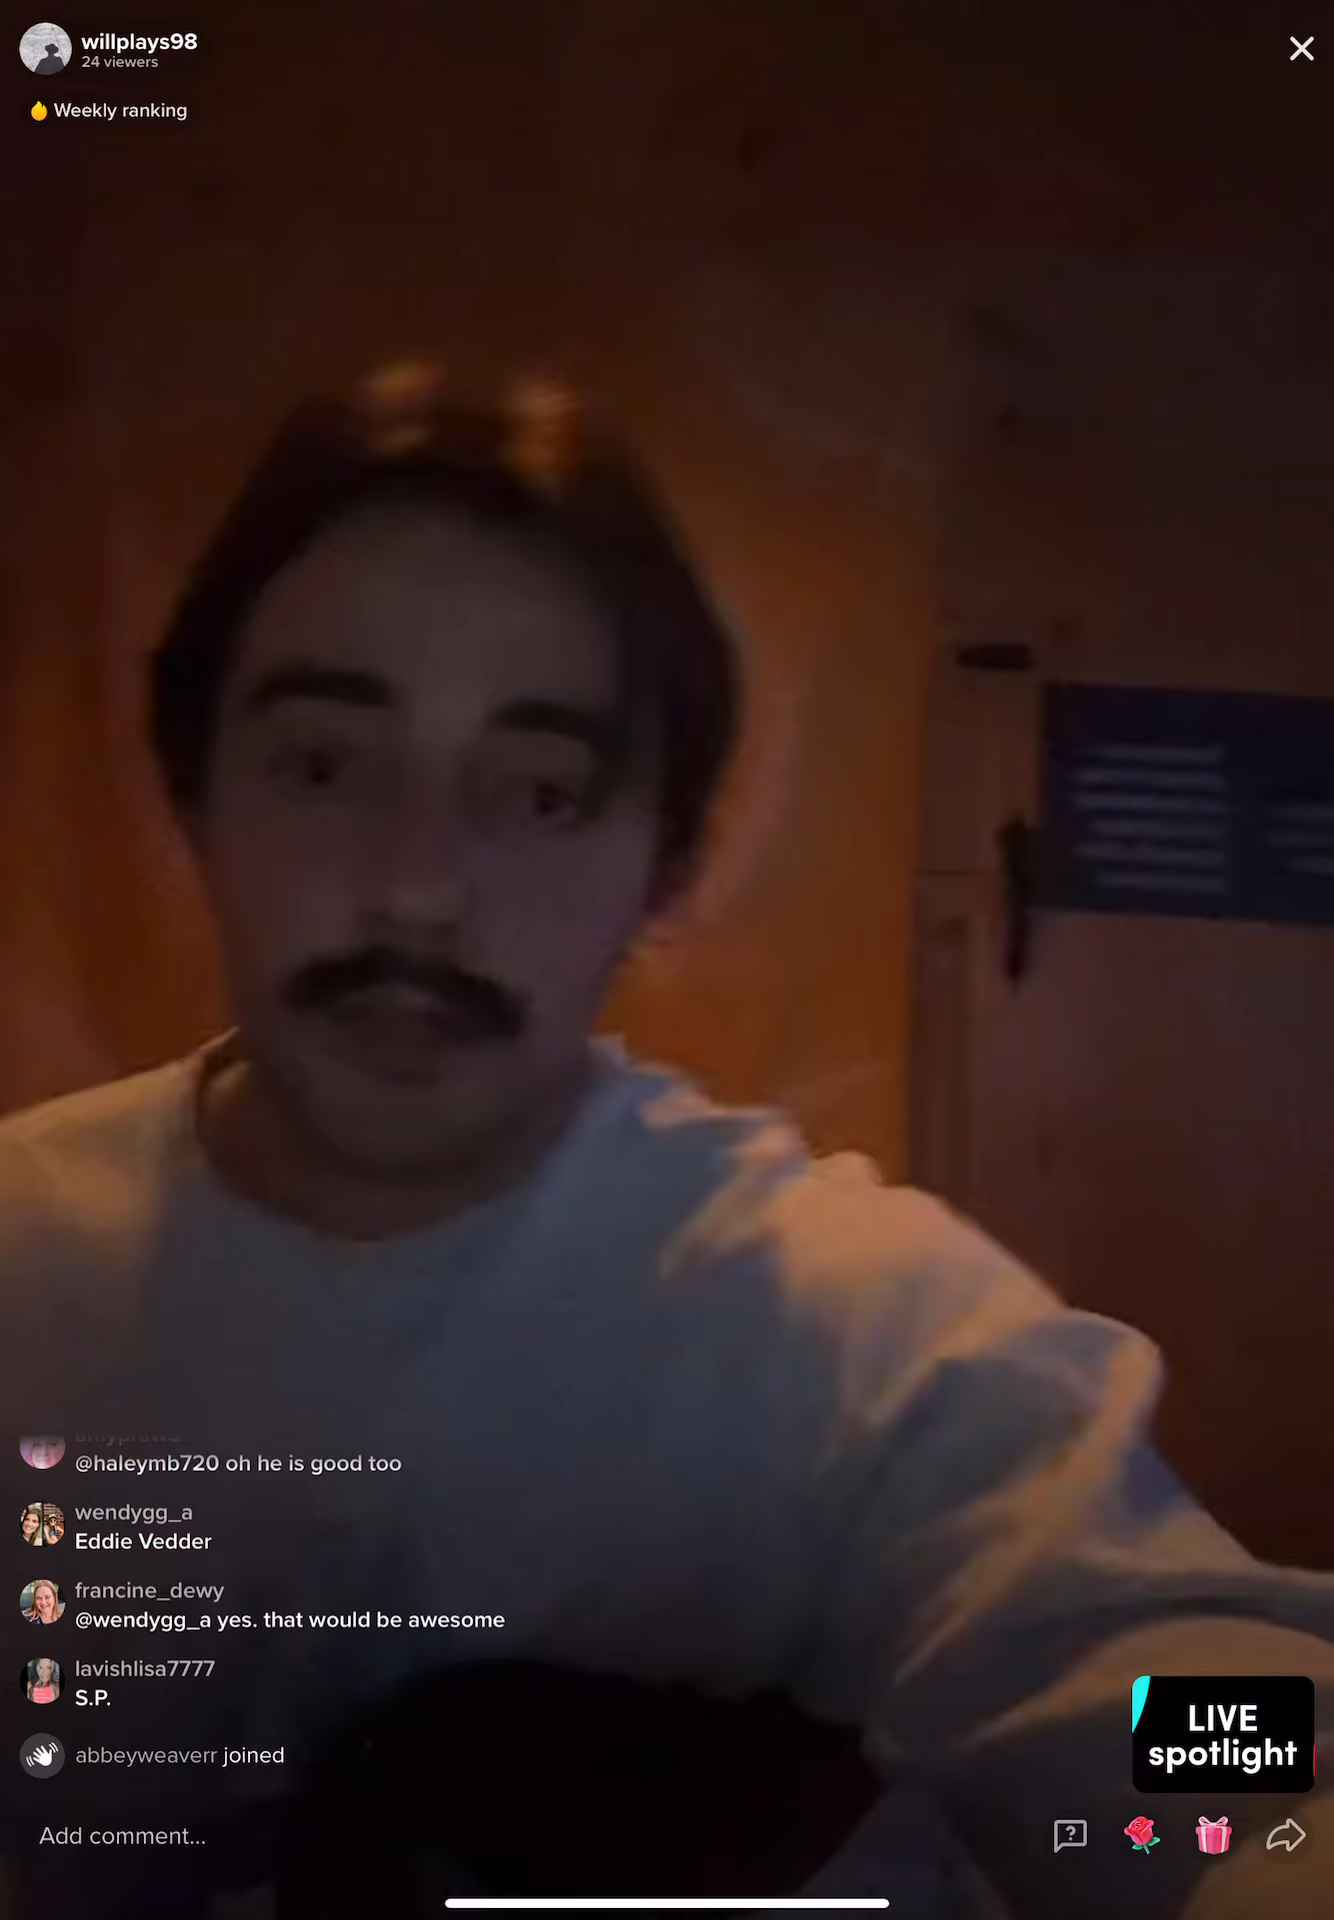 willplays98
24 viewers
Weekly ranking
@haleymb720 oh he is good too
wendygg_a
Eddie Vedder
francine_dewy
@wendygg_a yes. that would be awesome
lavishlisa7777
S.P.
abbeyweaverr joined
LIVE
spotlight
Add comment...